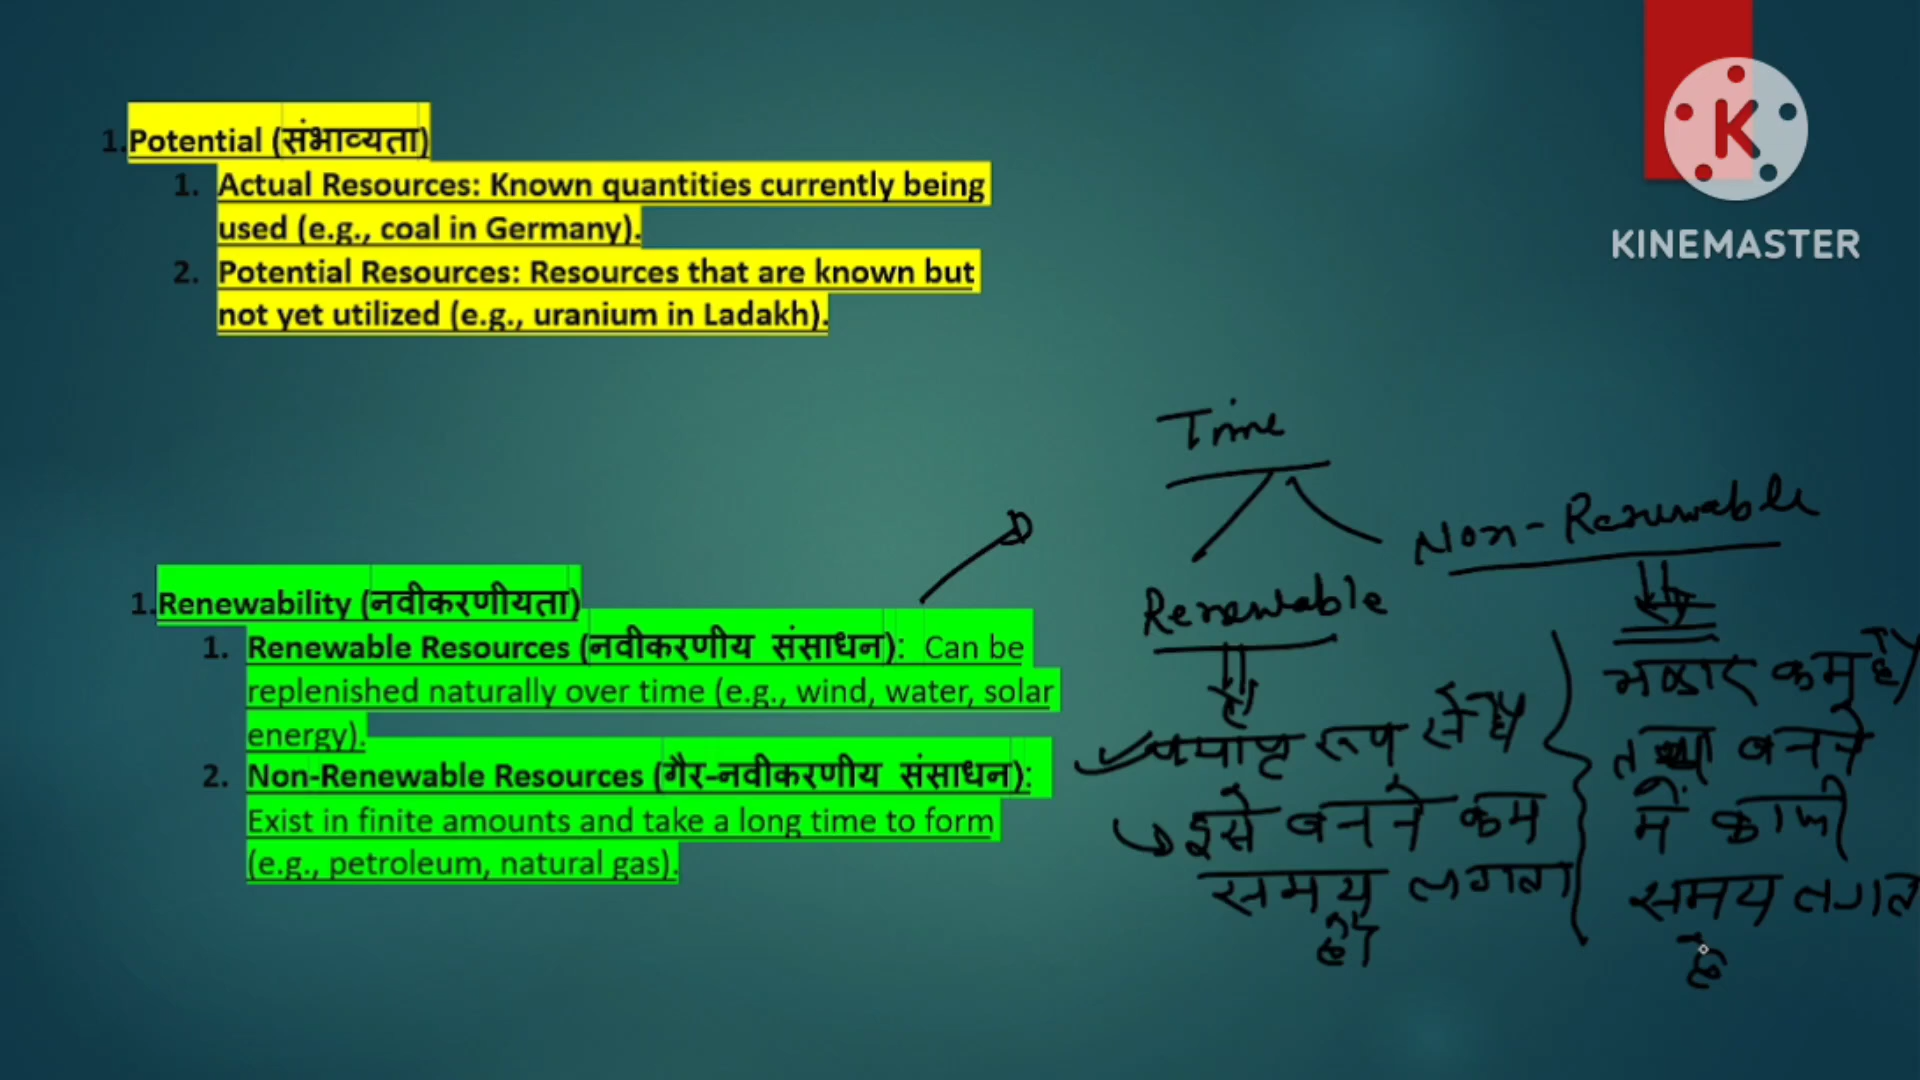 1. Potential (संभाव्यता)
1. Actual Resources: Known quantities currently being
used (e.g., coal in Germany).
2. Potential Resources: Resources that are known but
not yet utilized (e.g., uranium in Ladakh).
1. Renewability (नवीकरणीयता)
1. Renewable Resources (नवीकरणीय संसाधन): Can be
replenished naturally over time (e.g., wind, water, solar
energy).
2. Non-Renewable Resources (गैर-नवीकरणीय संसाधन):
Exist in finite amounts and take a long time to form
(e.g., petroleum, natural gas).
K
KINEMASTER
Time
Renewable
रूप से है
इसे बनने कम
समय लगता
है।
Non-Renewable
कम है
तथा बनने
में काफी
समय लगता
है